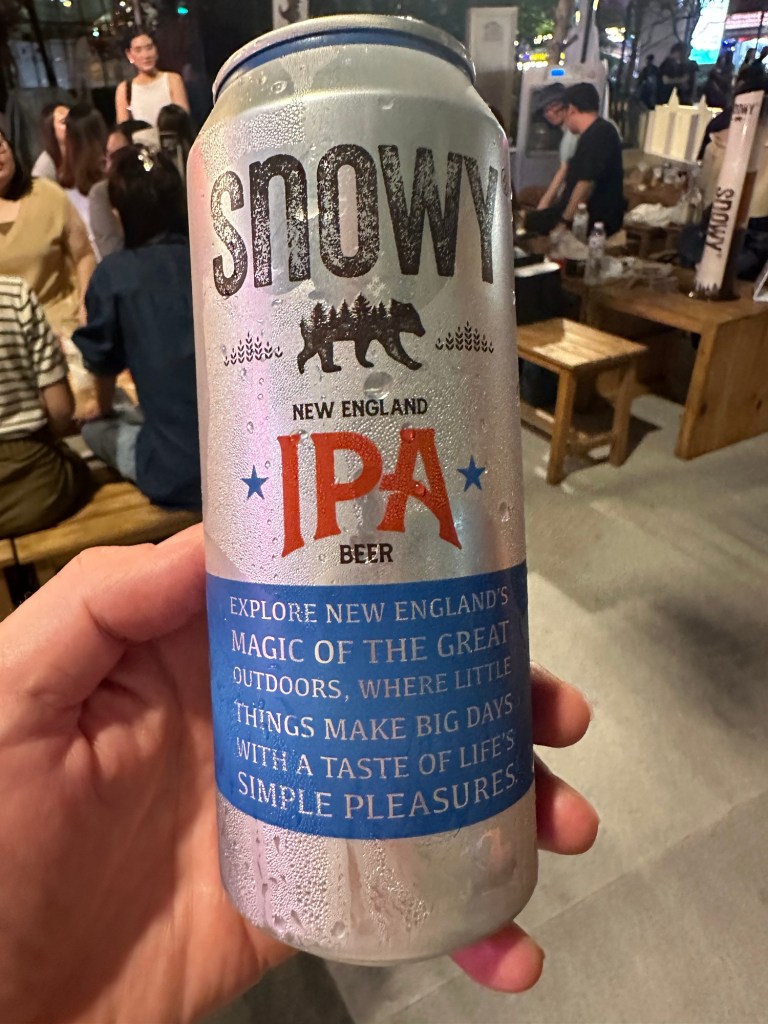 SNOWY
NEW ENGLAND
IPA
BEER
EXPLORE NEW ENGLAND'S
MAGIC OF THE GREAT
OUTDOORS, WHERE LITTLE
THINGS MAKE BIG DAYS
WITH A TASTE OF LIFE'S
SIMPLE PLEASURES.
SNOWY
SNOWY